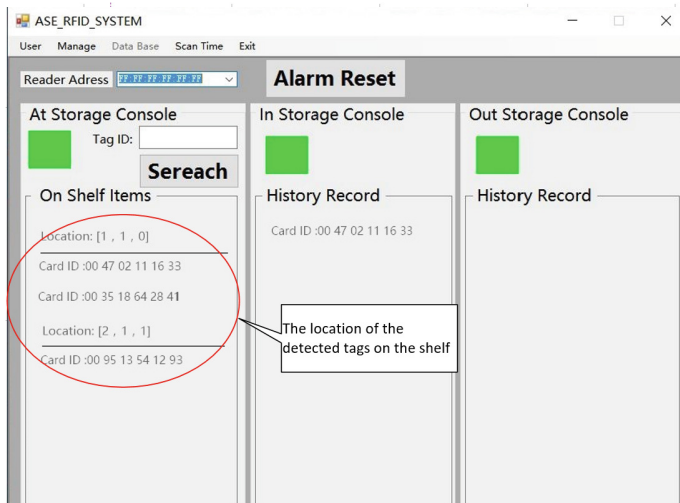 ASE_RFID_SYSTEM
User Manage Data Base Scan Time Exit
Reader Adress FF FF FF FF FF FF
Alarm Reset
At Storage Console
Tag ID:
Sereach
On Shelf Items
Location: [1 , 1 , 0]
Card ID :00 47 02 11 16 33
Card ID :00 35 18 64 28 41
Location: [2 , 1 , 1]
Card ID :00 95 13 54 12 93
In Storage Console
History Record
Card ID :00 47 02 11 16 33
The location of the
detected tags on the shelf
Out Storage Console
History Record